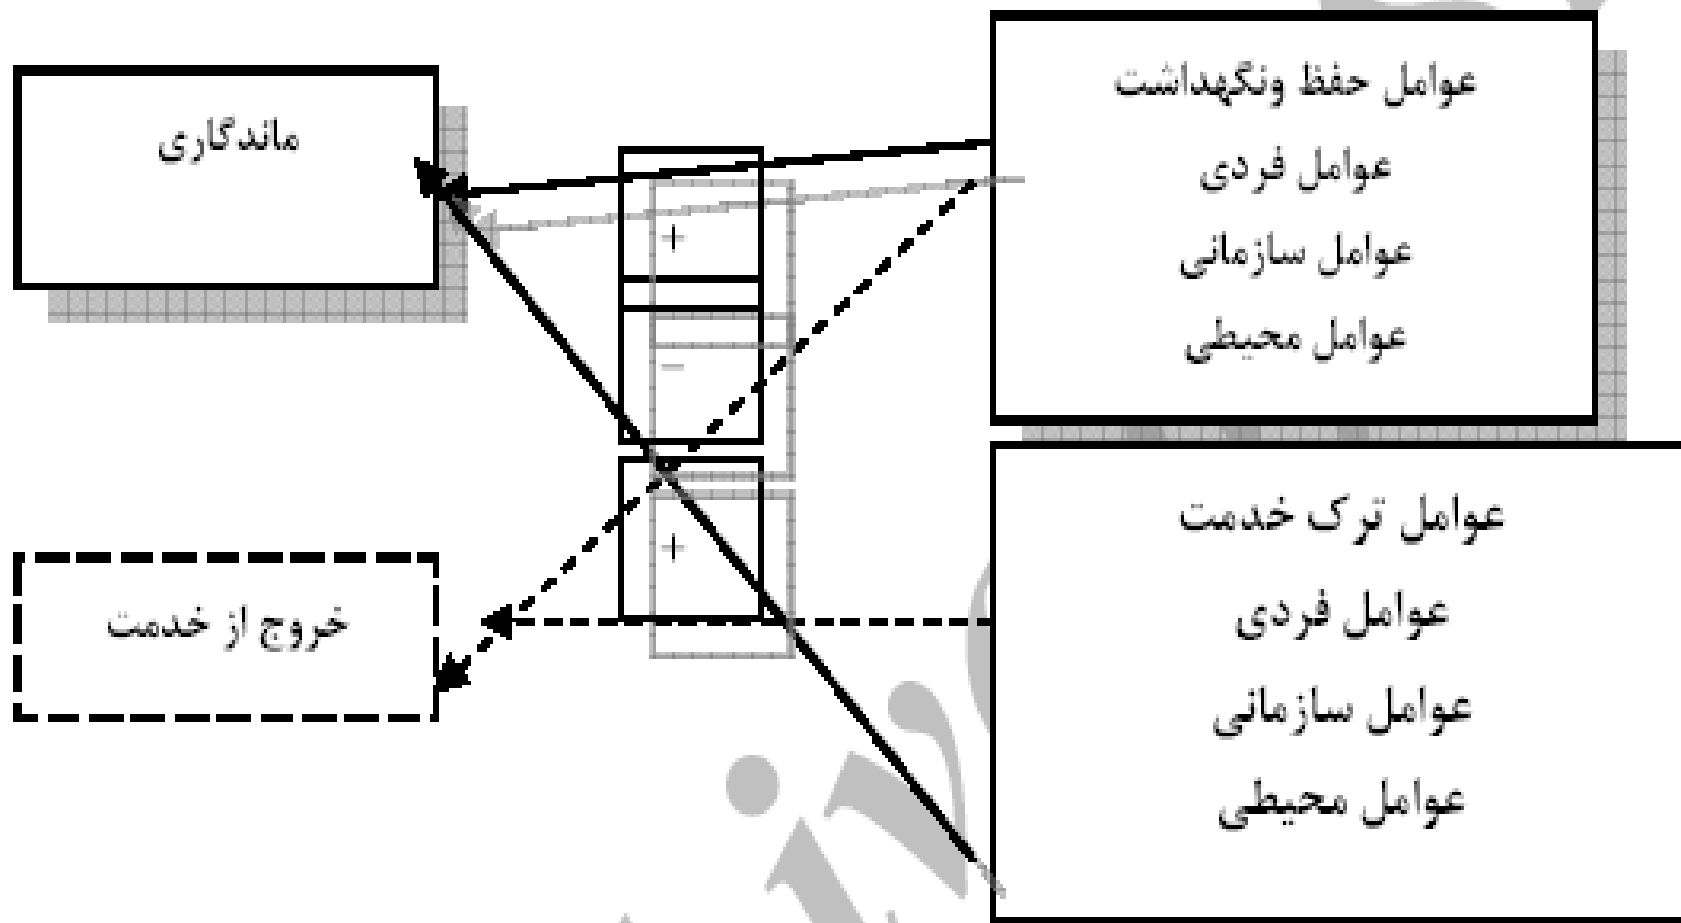 عوامل حفظ ونگهداشت
عوامل فردی
عوامل سازمانی
عوامل محیطی
ماندگاری
+
–
+
عوامل ترک خدمت
عوامل فردی
عوامل سازمانی
عوامل محیطی
خروج از خدمت